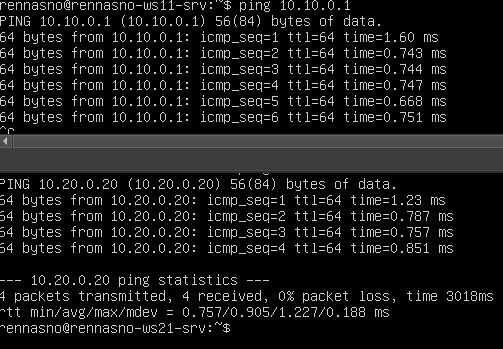 rennasno@rennasno-ws11-srv:~$ ping 10.10.0.1
PING 10.10.0.1 (10.10.0.1) 56(84) bytes of data.
64 bytes from 10.10.0.1: icmp_seq=1 ttl=64 time=1.60 ms
64 bytes from 10.10.0.1: icmp_seq=2 ttl=64 time=0.743 ms
64 bytes from 10.10.0.1: icmp_seq=3 ttl=64 time=0.744 ms
64 bytes from 10.10.0.1: icmp_seq=4 ttl=64 time=0.747 ms
64 bytes from 10.10.0.1: icmp_seq=5 ttl=64 time=0.668 ms
64 bytes from 10.10.0.1: icmp_seq=6 ttl=64 time=0.751 ms
PING 10.20.0.20 (10.20.0.20) 56(84) bytes of data.
64 bytes from 10.20.0.20: icmp_seq=1 ttl=64 time=1.23 ms
64 bytes from 10.20.0.20: icmp_seq=2 ttl=64 time=0.787 ms
64 bytes from 10.20.0.20: icmp_seq=3 ttl=64 time=0.757 ms
64 bytes from 10.20.0.20: icmp_seq=4 ttl=64 time=0.851 ms
--- 10.20.0.20 ping statistics ---
4 packets transmitted, 4 received, 0% packet loss, time 3018ms
rtt min/avg/max/mdev = 0.757/0.905/1.227/0.188 ms
rennasno@rennasno-ws21-srv:~$